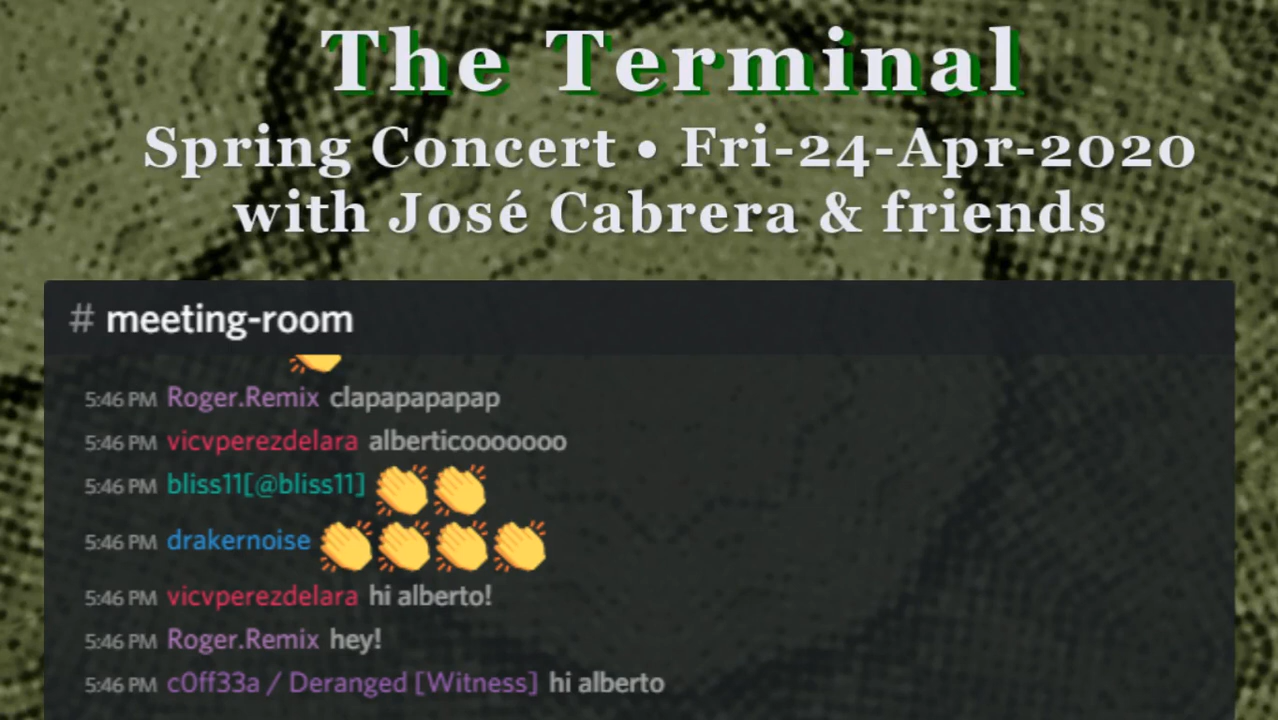 The Terminal
Spring Concert • Fri-24-Apr-2020
with José Cabrera & friends
# meeting-room
5:46 PM Roger.Remix clapapapapap
5:46 PM vicvperezdelara alberticooooooo
5:46 PM bliss11[@bliss11] 👏👏
5:46 PM drakernoise 👏👏👏👏
5:46 PM vicvperezdelara hi alberto!
5:46 PM Roger.Remix hey!
5:46 PM c0ff33a / Deranged [Witness] hi alberto